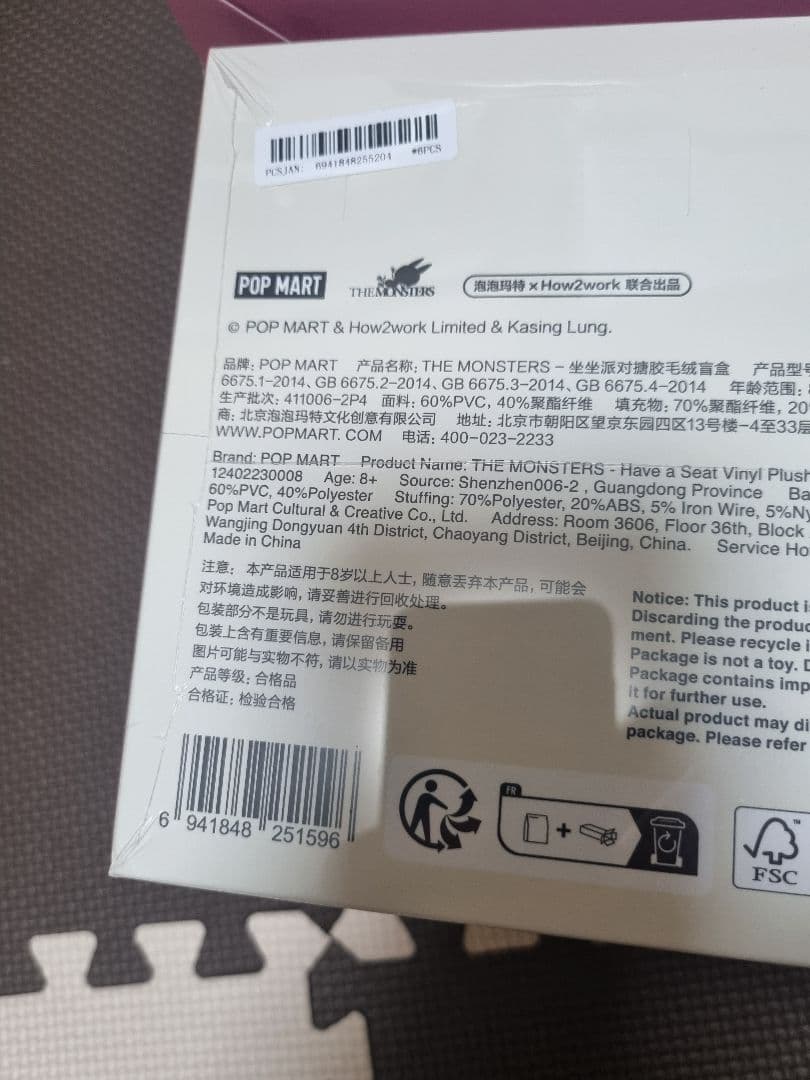 PCSJAN: 6941848255204 *6PCS
POP MART THE MONSTERS 泡泡玛特 x How2work 联合出品
© POP MART & How2work Limited & Kasing Lung.
品牌: POP MART 产品名称: THE MONSTERS – 坐坐派对搪胶毛绒盲盒 产品型号
6675.1-2014、GB 6675.2-2014、GB 6675.3-2014、GB 6675.4-2014 年龄范围:
生产批次: 411006-2P4 面料: 60%PVC, 40%聚酯纤维 填充物: 70%聚酯纤维, 20
商: 北京泡泡玛特文化创意有限公司 地址: 北京市朝阳区望京东园四区13号楼-4至33层
WWW.POPMART. COM 电话: 400-023-2233
Brand: POP MART Product Name: THE MONSTERS - Have a Seat Vinyl Plush
12402230008 Age: 8+ Source: Shenzhen006-2 , Guangdong Province Ba
60%PVC, 40%Polyester Stuffing: 70%Polyester, 20%ABS, 5% Iron Wire, 5%Ny
Pop Mart Cultural & Creative Co., Ltd. Address: Room 3606, Floor 36th, Block
Wangjing Dongyuan 4th District, Chaoyang District, Beijing, China. Service Ho
Made in China
注意: 本产品适用于8岁以上人士, 随意丢弃本产品, 可能会
对环境造成影响, 请妥善进行回收处理。
包装部分不是玩具, 请勿进行玩耍。
包装上含有重要信息, 请保留备用
图片可能与实物不符, 请以实物为准
产品等级: 合格品
合格证: 检验合格
Notice: This product i
Discarding the produc
ment. Please recycle i
Package is not a toy. D
Package contains imp
it for further use.
Actual product may di
package. Please refer
6 941848 251596
FR
FSC™